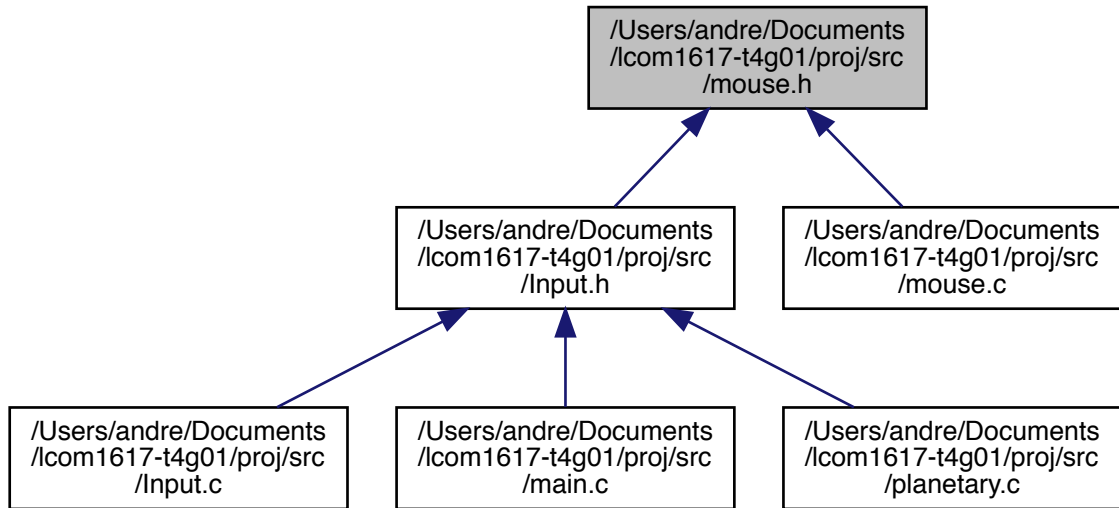 /Users/andre/Documents
/lcom1617-t4g01/proj/src
/mouse.h
/Users/andre/Documents
/lcom1617-t4g01/proj/src
/Input.h
/Users/andre/Documents
/lcom1617-t4g01/proj/src
/mouse.c
/Users/andre/Documents
/lcom1617-t4g01/proj/src
/Input.c
/Users/andre/Documents
/lcom1617-t4g01/proj/src
/main.c
/Users/andre/Documents
/lcom1617-t4g01/proj/src
/planetary.c